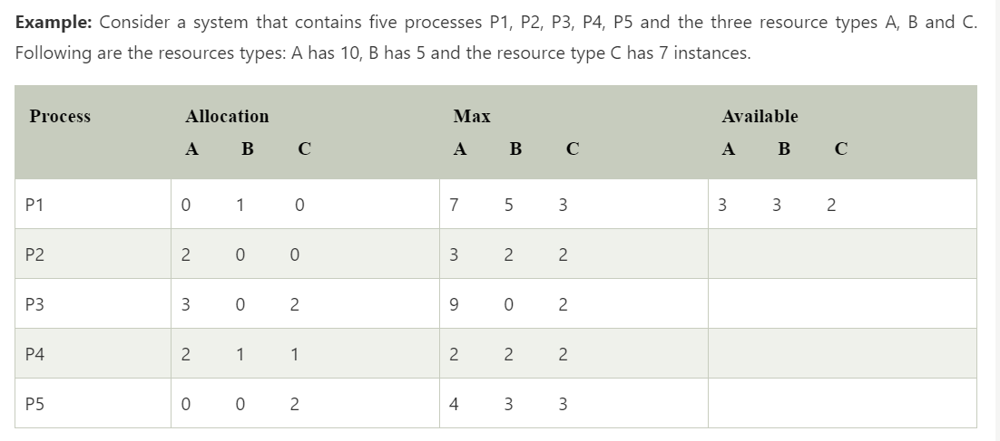 Example: Consider a system that contains five processes P1, P2, P3, P4, P5 and the three resource types A, B and C.
Following are the resources types: A has 10, B has 5 and the resource type C has 7 instances.
Process Allocation Max Available
A B C A B C A B C
P1 0 1 0 7 5 3 3 3 2
P2 2 0 0 3 2 2
P3 3 0 2 9 0 2
P4 2 1 1 2 2 2
P5 0 0 2 4 3 3